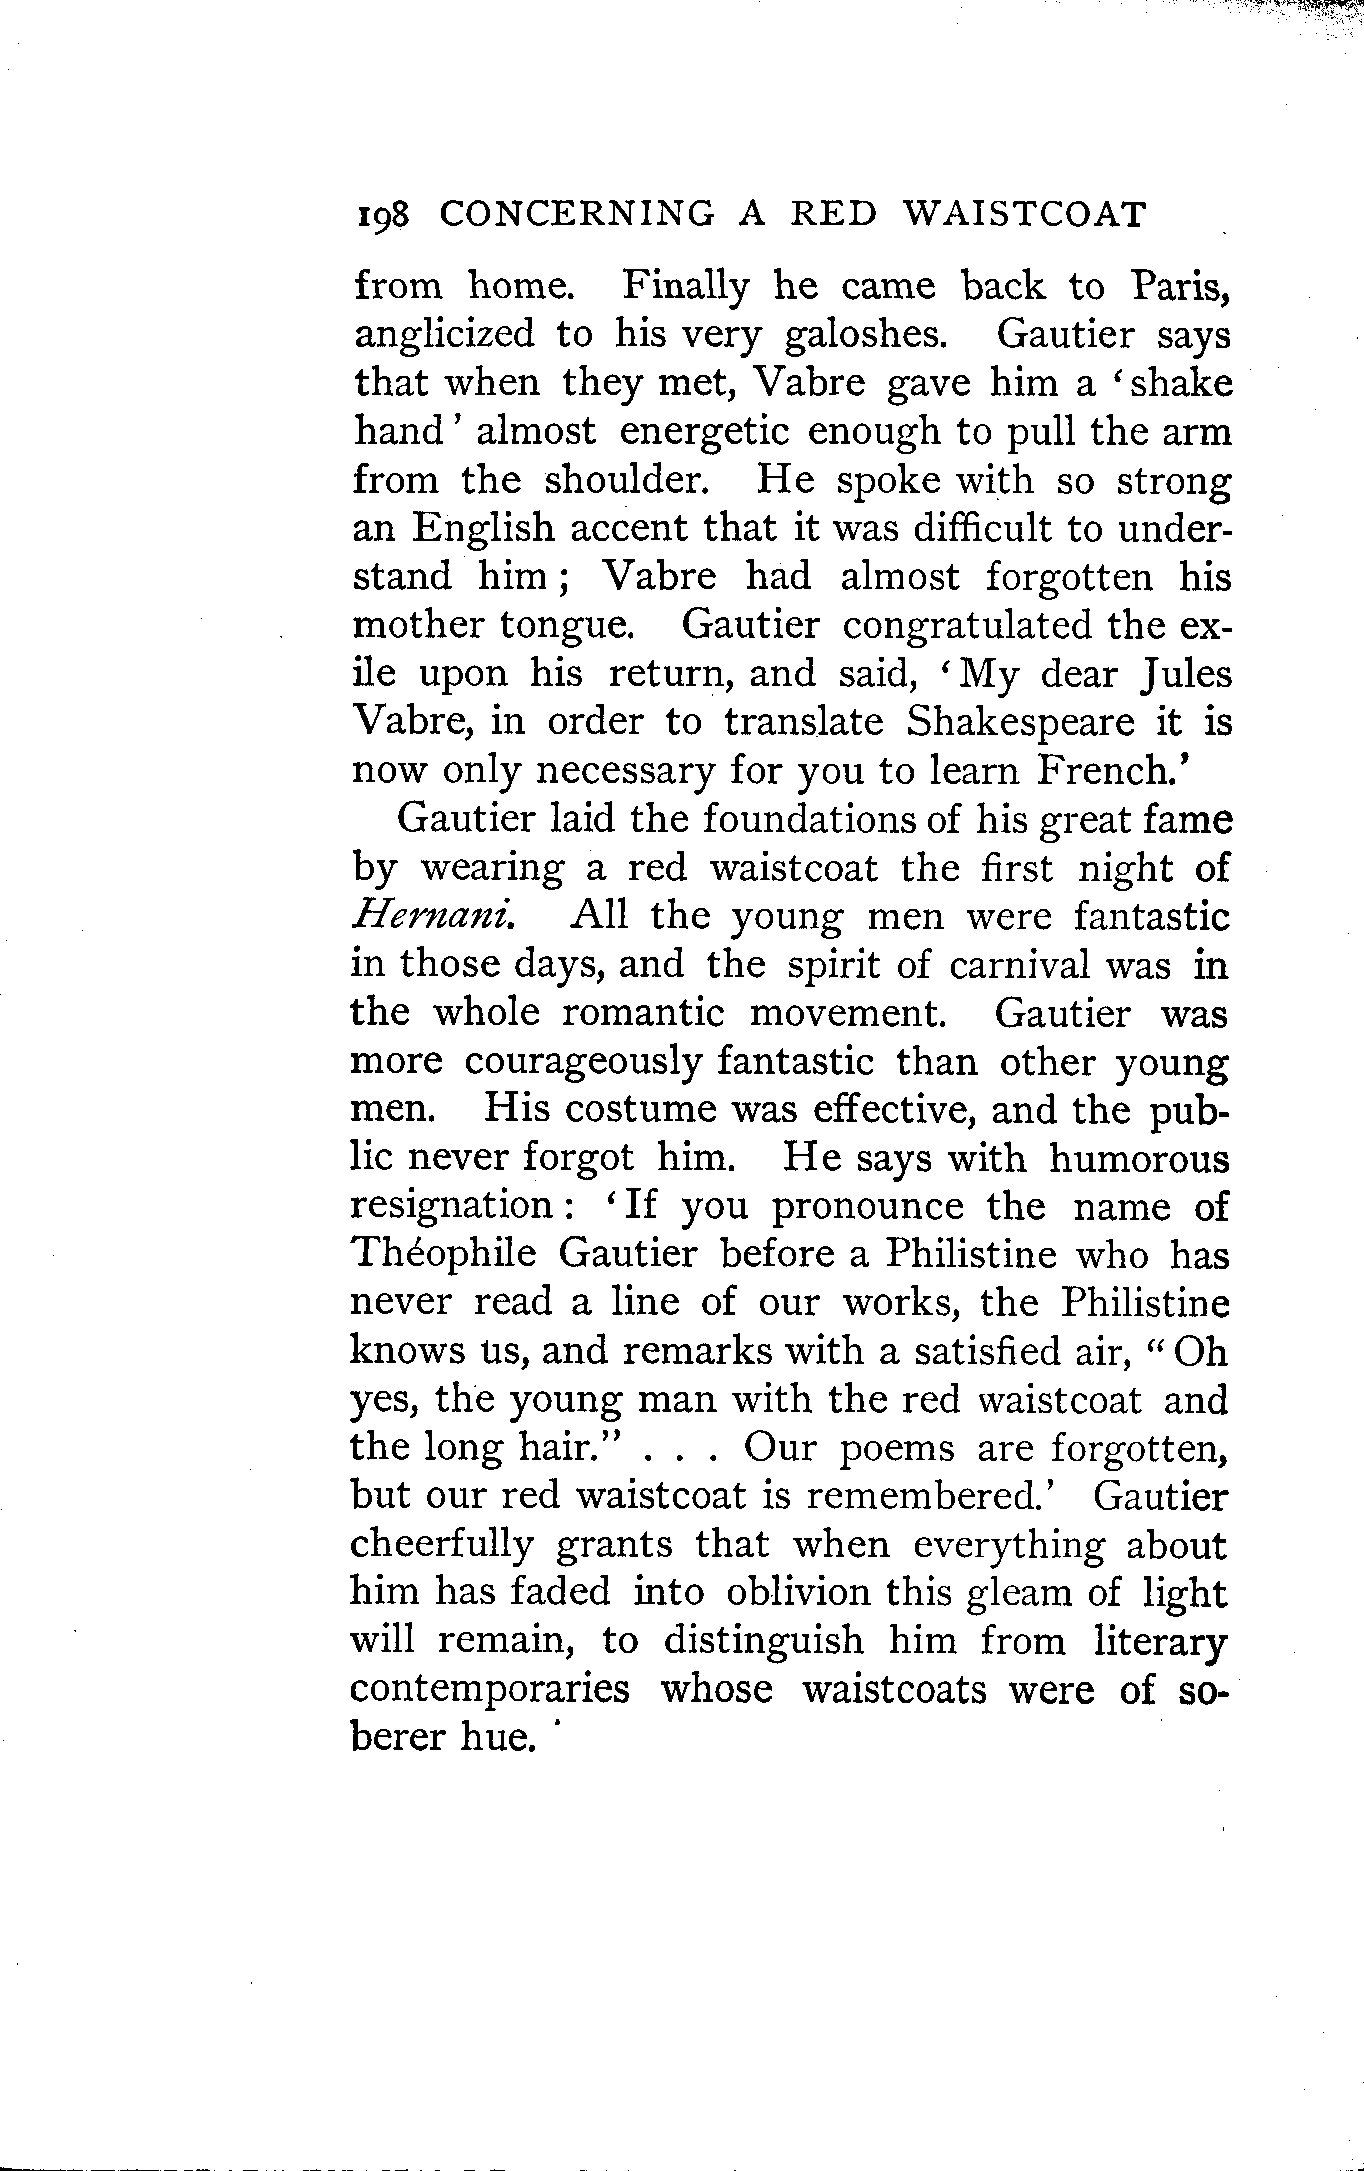 198 CONCERNING A RED WAISTCOAT
from home. Finally he came back to Paris,
anglicized to his very galoshes. Gautier says
that when they met, Vabre gave him a ‘shake
hand’ almost energetic enough to pull the arm
from the shoulder. He spoke with so strong
an English accent that it was difficult to under-
stand him; Vabre had almost forgotten his
mother tongue. Gautier congratulated the ex-
ile upon his return, and said, ‘My dear Jules
Vabre, in order to translate Shakespeare it is
now only necessary for you to learn French.’
Gautier laid the foundations of his great fame
by wearing a red waistcoat the first night of
Hernani. All the young men were fantastic
in those days, and the spirit of carnival was in
the whole romantic movement. Gautier was
more courageously fantastic than other young
men. His costume was effective, and the pub-
lic never forgot him. He says with humorous
resignation: ‘If you pronounce the name of
Théophile Gautier before a Philistine who has
never read a line of our works, the Philistine
knows us, and remarks with a satisfied air, “Oh
yes, the young man with the red waistcoat and
the long hair.” . . . Our poems are forgotten,
but our red waistcoat is remembered.’ Gautier
cheerfully grants that when everything about
him has faded into oblivion this gleam of light
will remain, to distinguish him from literary
contemporaries whose waistcoats were of so-
berer hue.